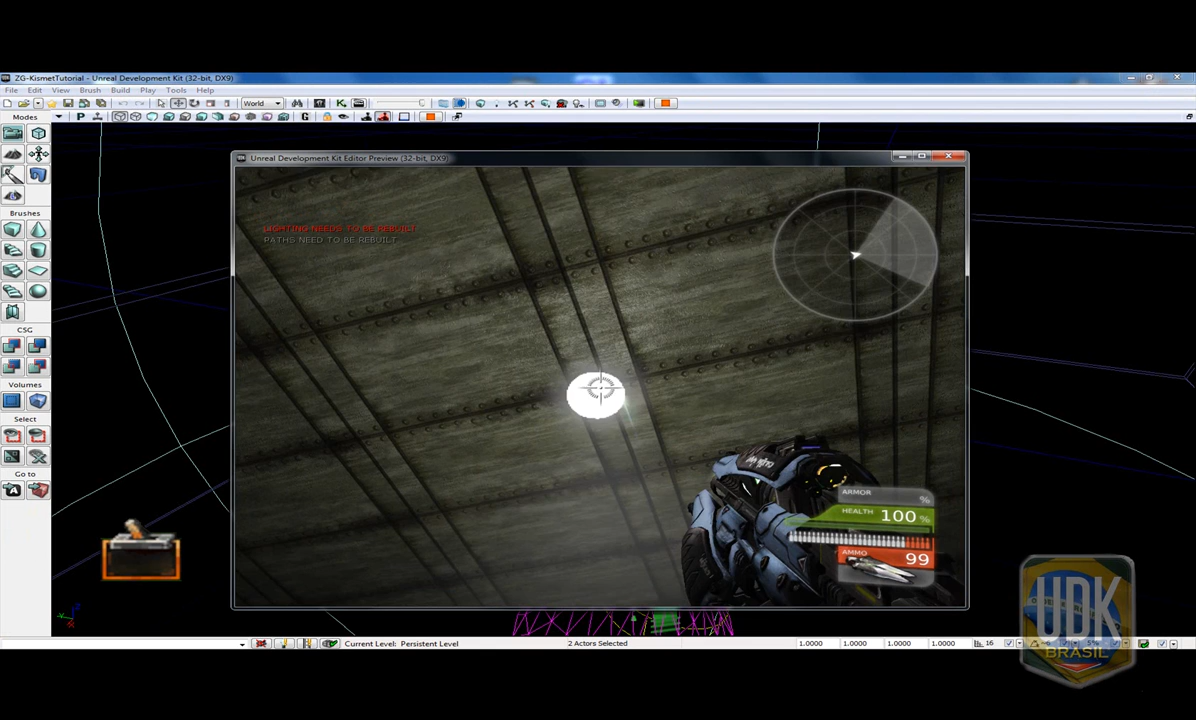 ZG-KismetTutorial - Unreal Development Kit (32-bit, DX9)
File Edit View Brush Build Play Tools Help
World
Modes
P
G
Unreal Development Kit Editor Preview (32-bit, DX9)
Brushes
LIGHTING NEEDS TO BE REBUILT
PATHS NEED TO BE REBUILT
CSG
Volumes
Select
Go to
ARMOR
%
HEALTH 100 %
AMMO 99
UDK
BRASIL
Current Level: Persistent Level
2 Actors Selected
1.0000 1.0000 1.0000 1.0000
16